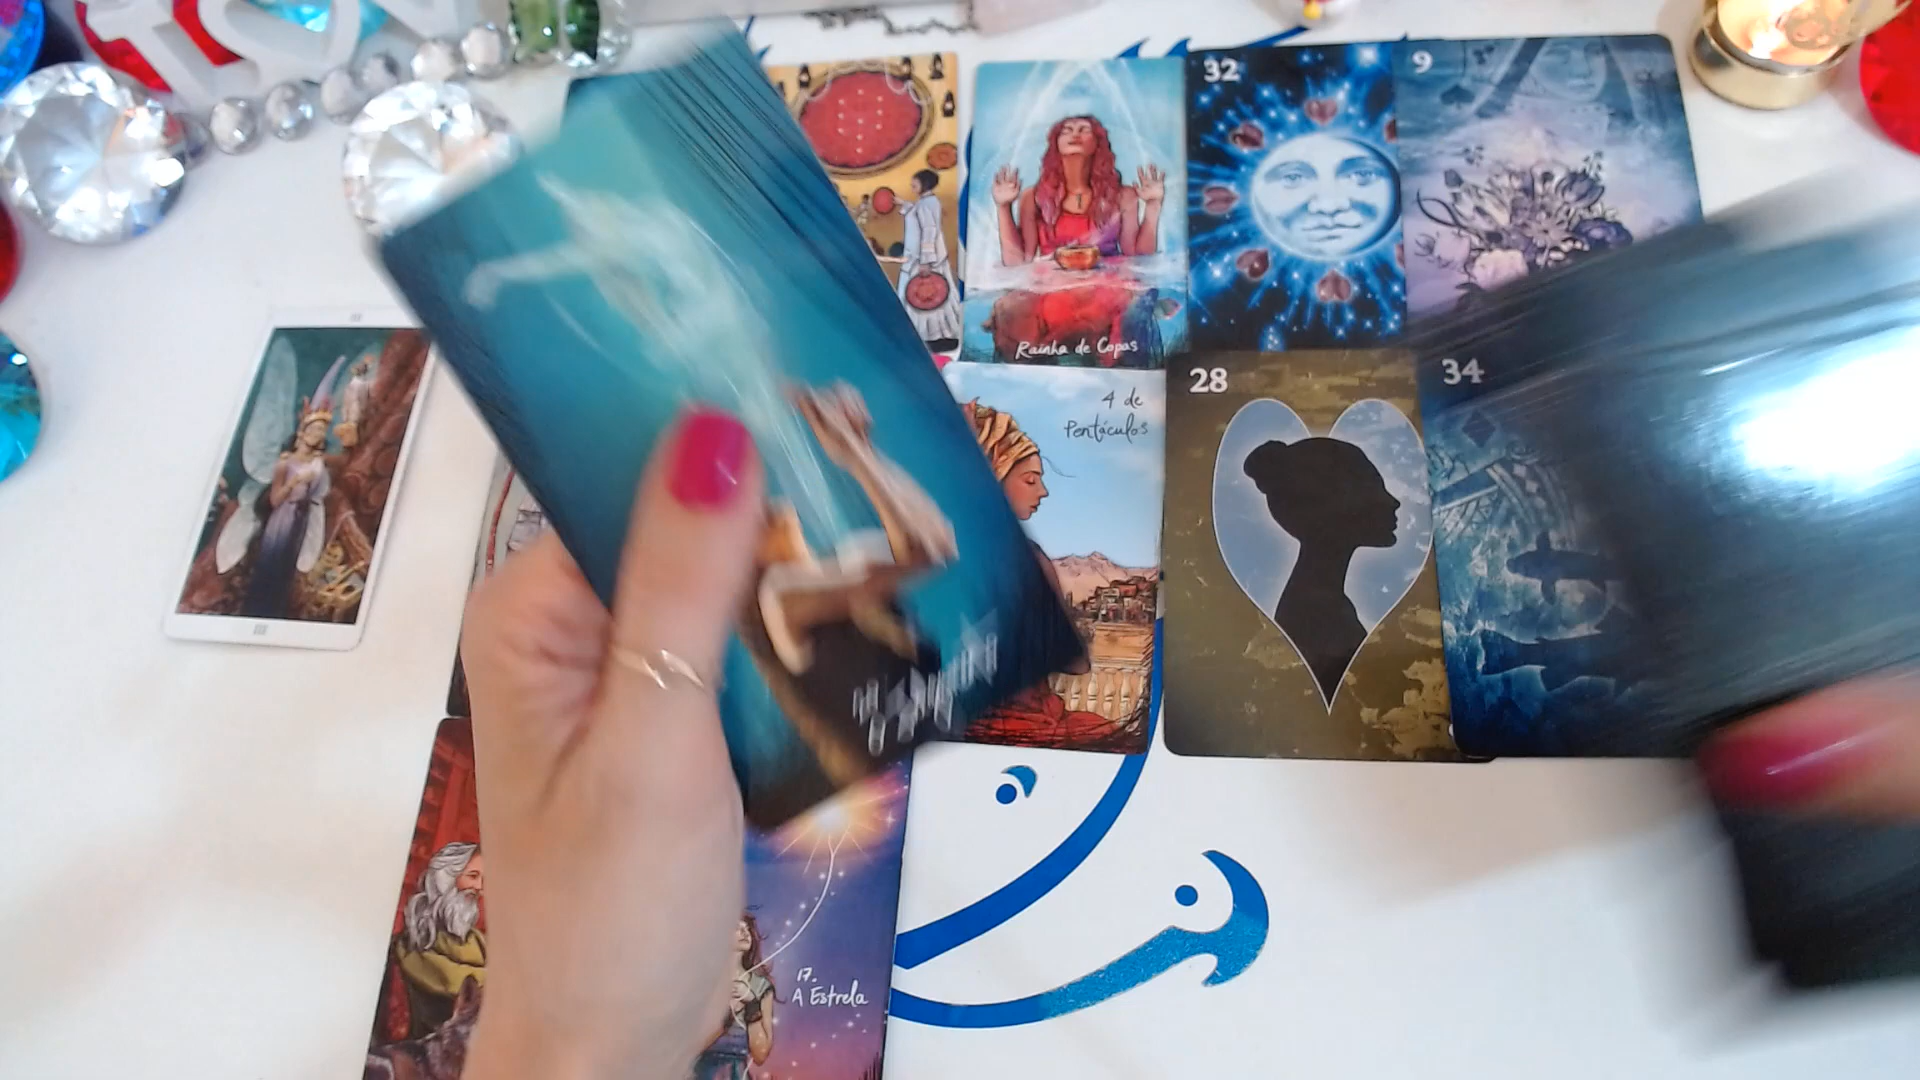 32
9
Rainha de Copas
4 de
Pentáculos
28
34
17.
A Estrela